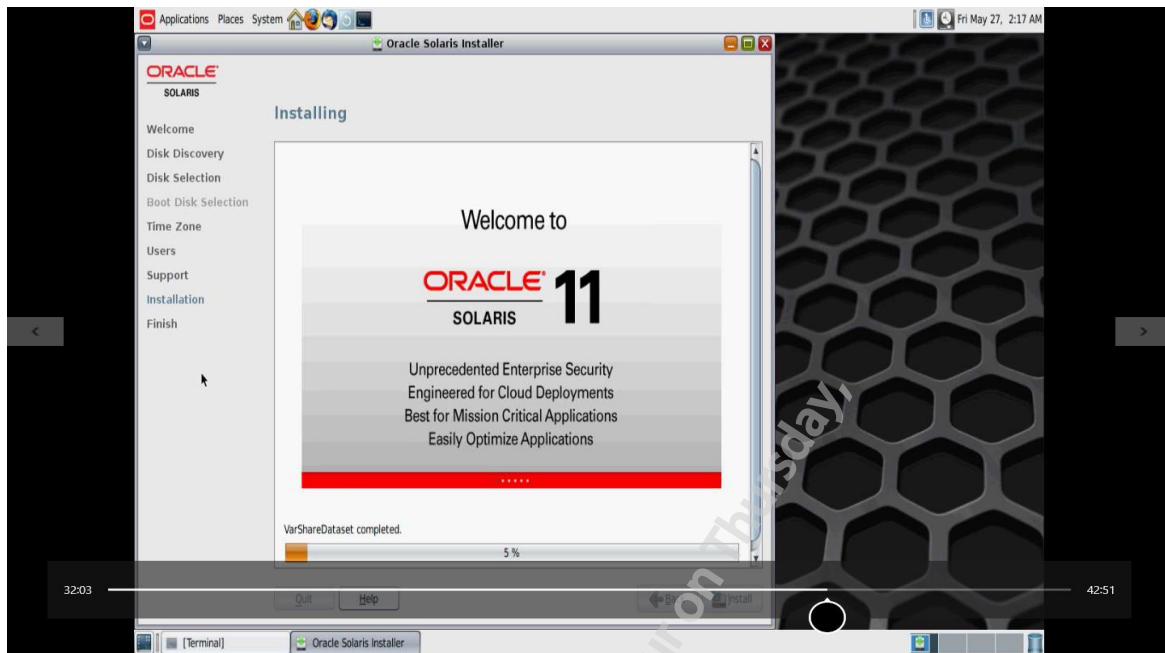 Applications Places System
Fri May 27, 2:17 AM
Oracle Solaris Installer
ORACLE
SOLARIS
Installing
Welcome
Disk Discovery
Disk Selection
Boot Disk Selection
Time Zone
Users
Support
Installation
Finish
Welcome to
ORACLE 11
SOLARIS
Unprecedented Enterprise Security
Engineered for Cloud Deployments
Best for Mission Critical Applications
Easily Optimize Applications
VarShareDataset completed.
5 %
on Thursday,
32:03
42:51
Quit
Help
Install
[Terminal]
Oracle Solaris Installer